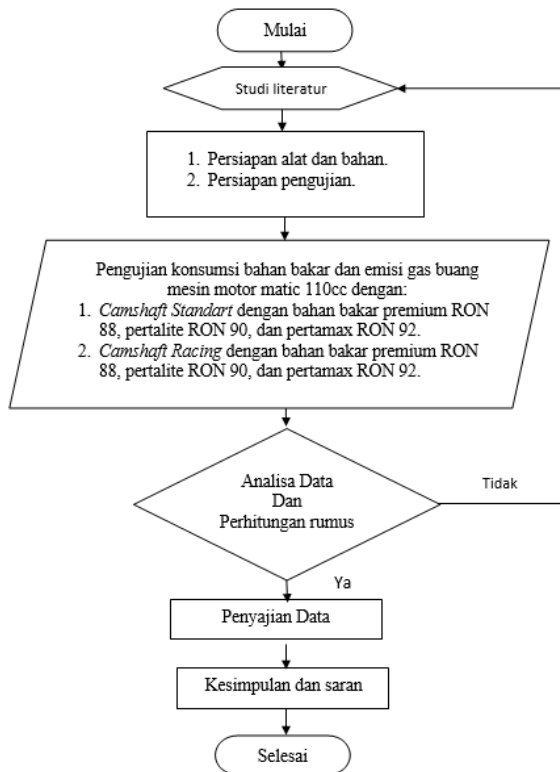 Mulai
Studi literatur
1. Persiapan alat dan bahan.
2. Persiapan pengujian.
Pengujian konsumsi bahan bakar dan emisi gas buang
mesin motor matic 110cc dengan:
1. Camshaft Standart dengan bahan bakar premium RON
88, pertalite RON 90, dan pertamax RON 92.
2. Camshaft Racing dengan bahan bakar premium RON
88, pertalite RON 90, dan pertamax RON 92.
Analisa Data
Dan
Perhitungan rumus
Tidak
Ya
Penyajian Data
Kesimpulan dan saran
Selesai